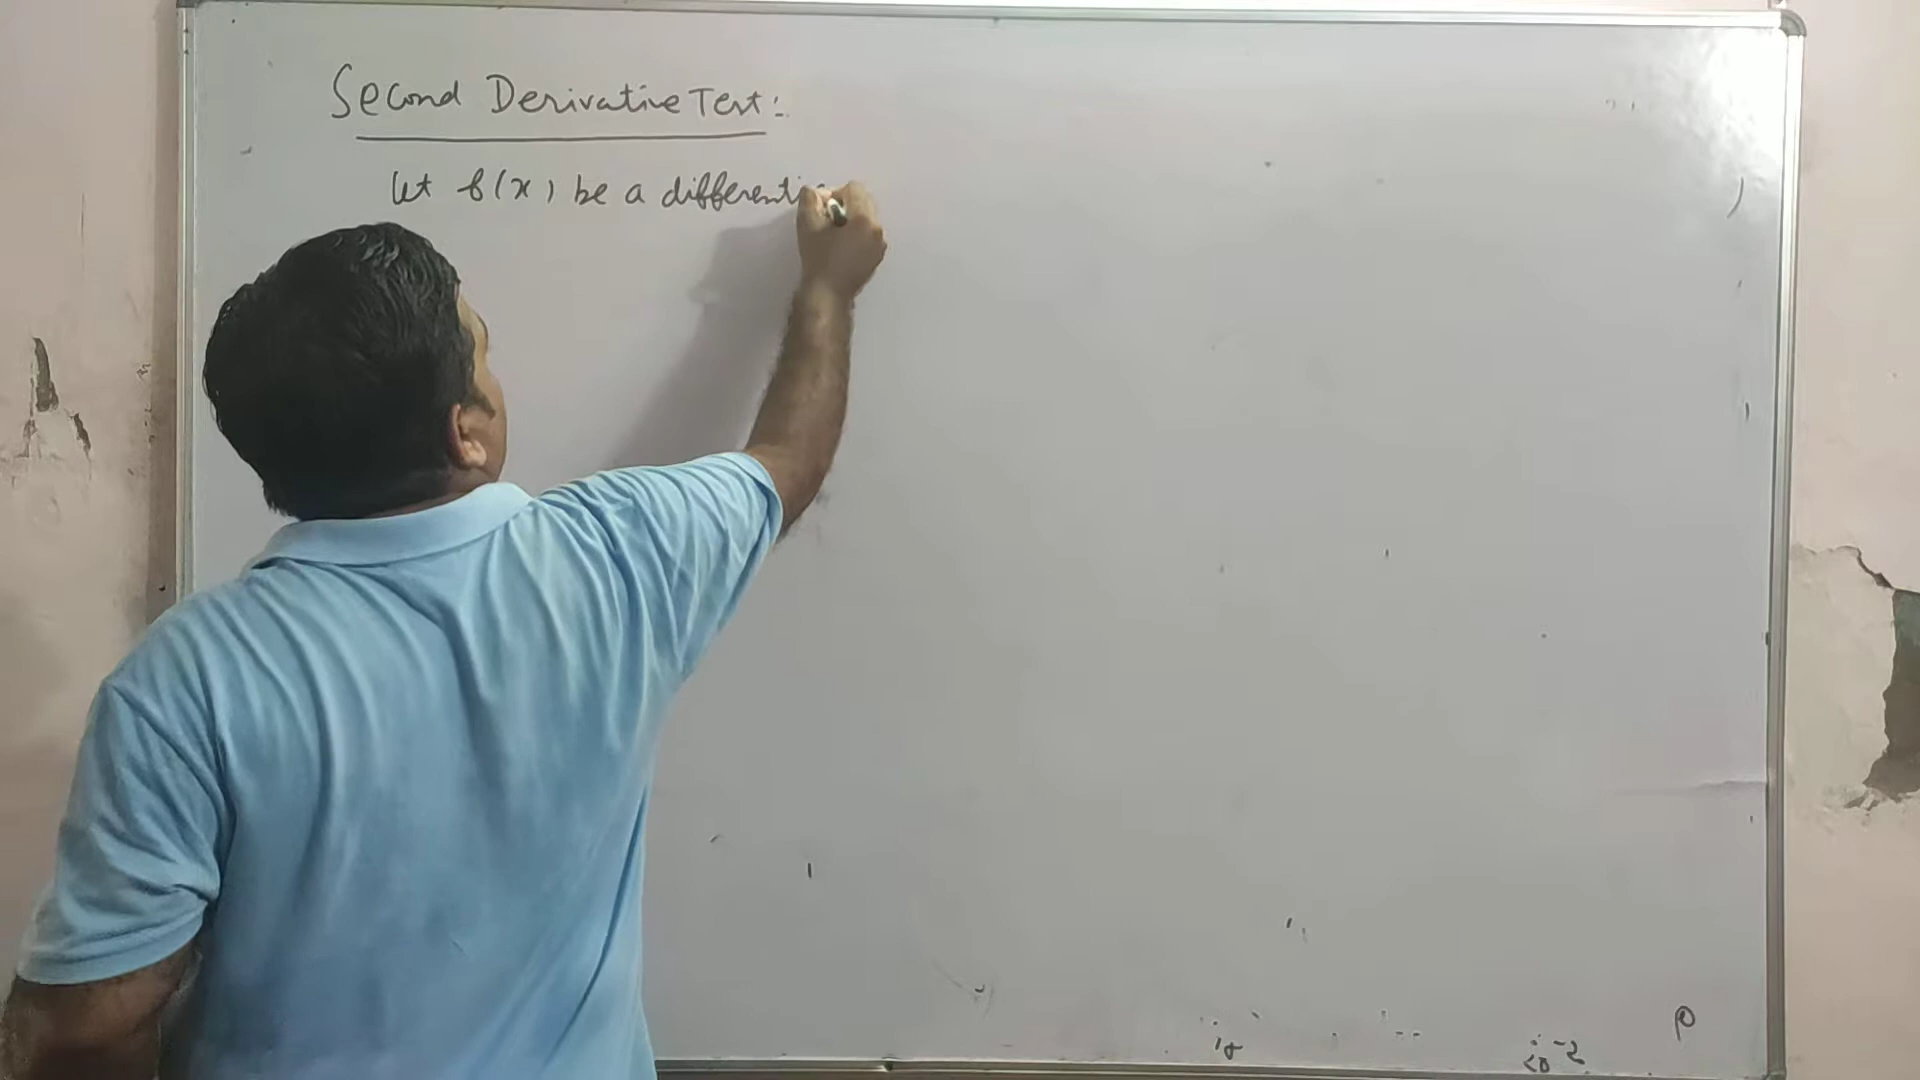 Second Derivative Test:
Let f(x) be a differenti